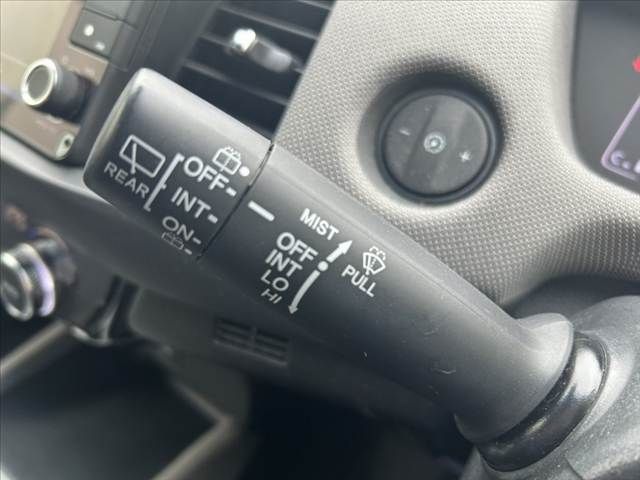 REAR
OFF
INT
ON
MIST
OFF
INT
LO
HI
PULL